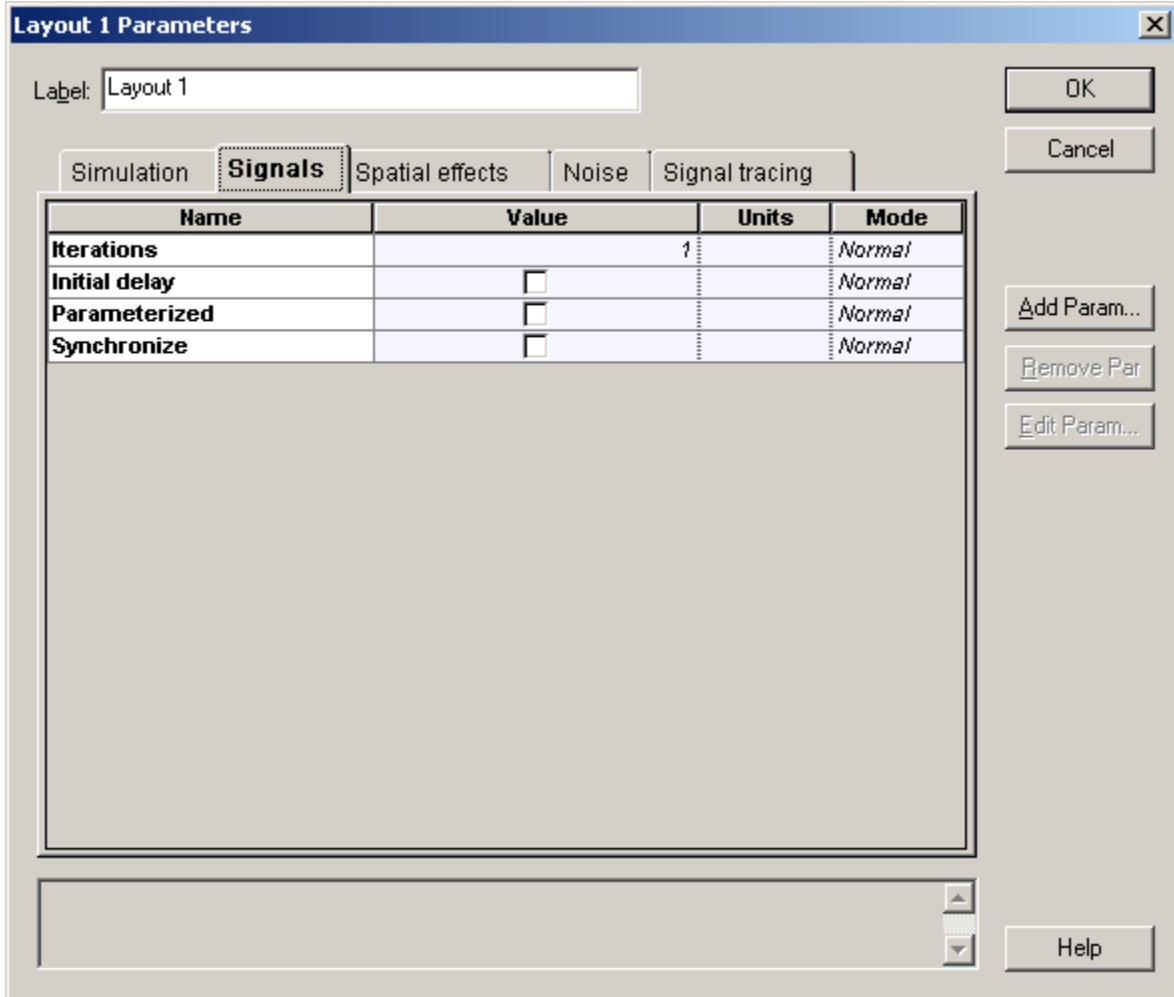 Layout 1 Parameters
Label: Layout 1
OK
Cancel
Simulation Signals Spatial effects Noise Signal tracing
Name Value Units Mode
Iterations 1 Normal
Initial delay Normal
Parameterized Normal
Synchronize Normal
Add Param...
Remove Par
Edit Param...
Help